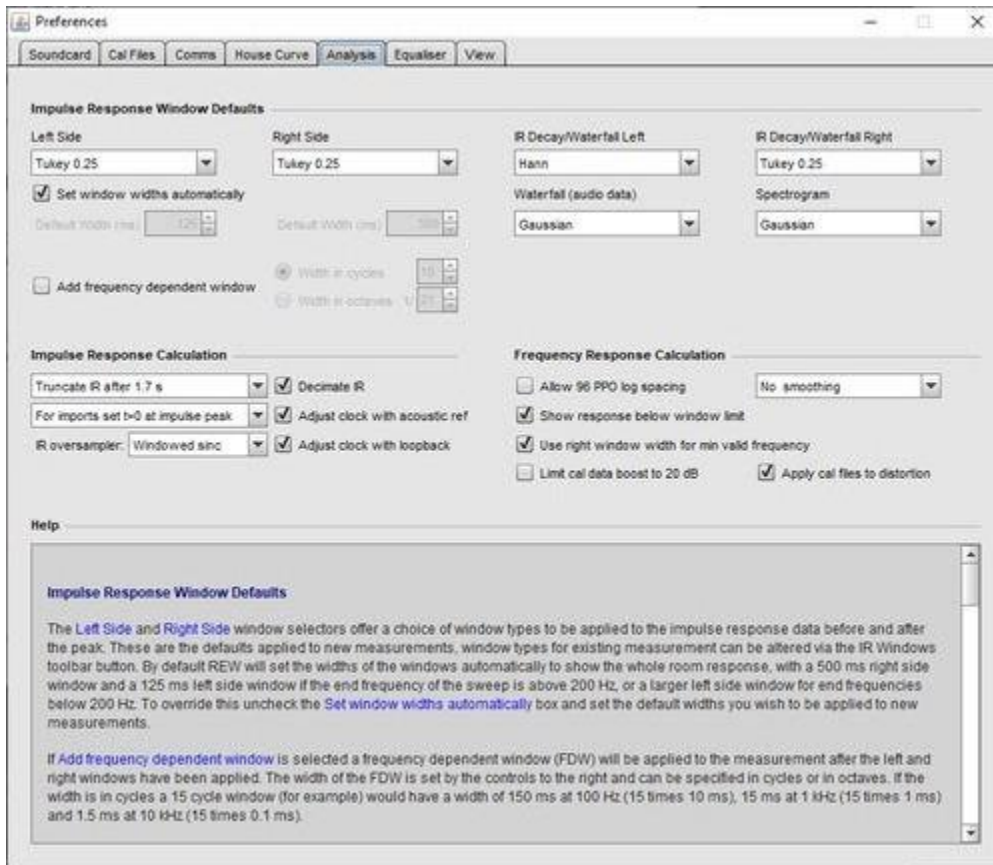 Preferences
Soundcard Cal Files Comms House Curve Analysis Equaliser View
Impulse Response Window Defaults
Left Side Right Side IR Decay/Waterfall Left IR Decay/Waterfall Right
Tukey 0.25 Tukey 0.25 Hann Tukey 0.25
Set window widths automatically Waterfall (audio data) Spectrogram
Default Width (ms) 125 Default Width (ms) 500 Gaussian Gaussian
Width in cycles 15
Add frequency dependent window
Width in octaves 1/
Impulse Response Calculation Frequency Response Calculation
Truncate IR after 1.7 s Decimate IR Allow 96 PPO log spacing No smoothing
For imports set t=0 at impulse peak Adjust clock with acoustic ref Show response below window limit
IR oversampler: Windowed sinc Adjust clock with loopback Use right window width for min valid frequency
Limit cal data boost to 20 dB Apply cal files to distortion
Help
Impulse Response Window Defaults
The Left Side and Right Side window selectors offer a choice of window types to be applied to the impulse response data before and after
the peak. These are the defaults applied to new measurements, window types for existing measurement can be altered via the IR Windows
toolbar button. By default REW will set the widths of the windows automatically to show the whole room response, with a 500 ms right side
window and a 125 ms left side window if the end frequency of the sweep is above 200 Hz, or a larger left side window for end frequencies
below 200 Hz. To override this uncheck the Set window widths automatically box and set the default widths you wish to be applied to new
measurements.
If Add frequency dependent window is selected a frequency dependent window (FDW) will be applied to the measurement after the left and
right windows have been applied. The width of the FDW is set by the controls to the right and can be specified in cycles or in octaves. If the
width is in cycles a 15 cycle window (for example) would have a width of 150 ms at 100 Hz (15 times 10 ms), 15 ms at 1 kHz (15 times 1 ms)
and 1.5 ms at 10 kHz (15 times 0.1 ms).